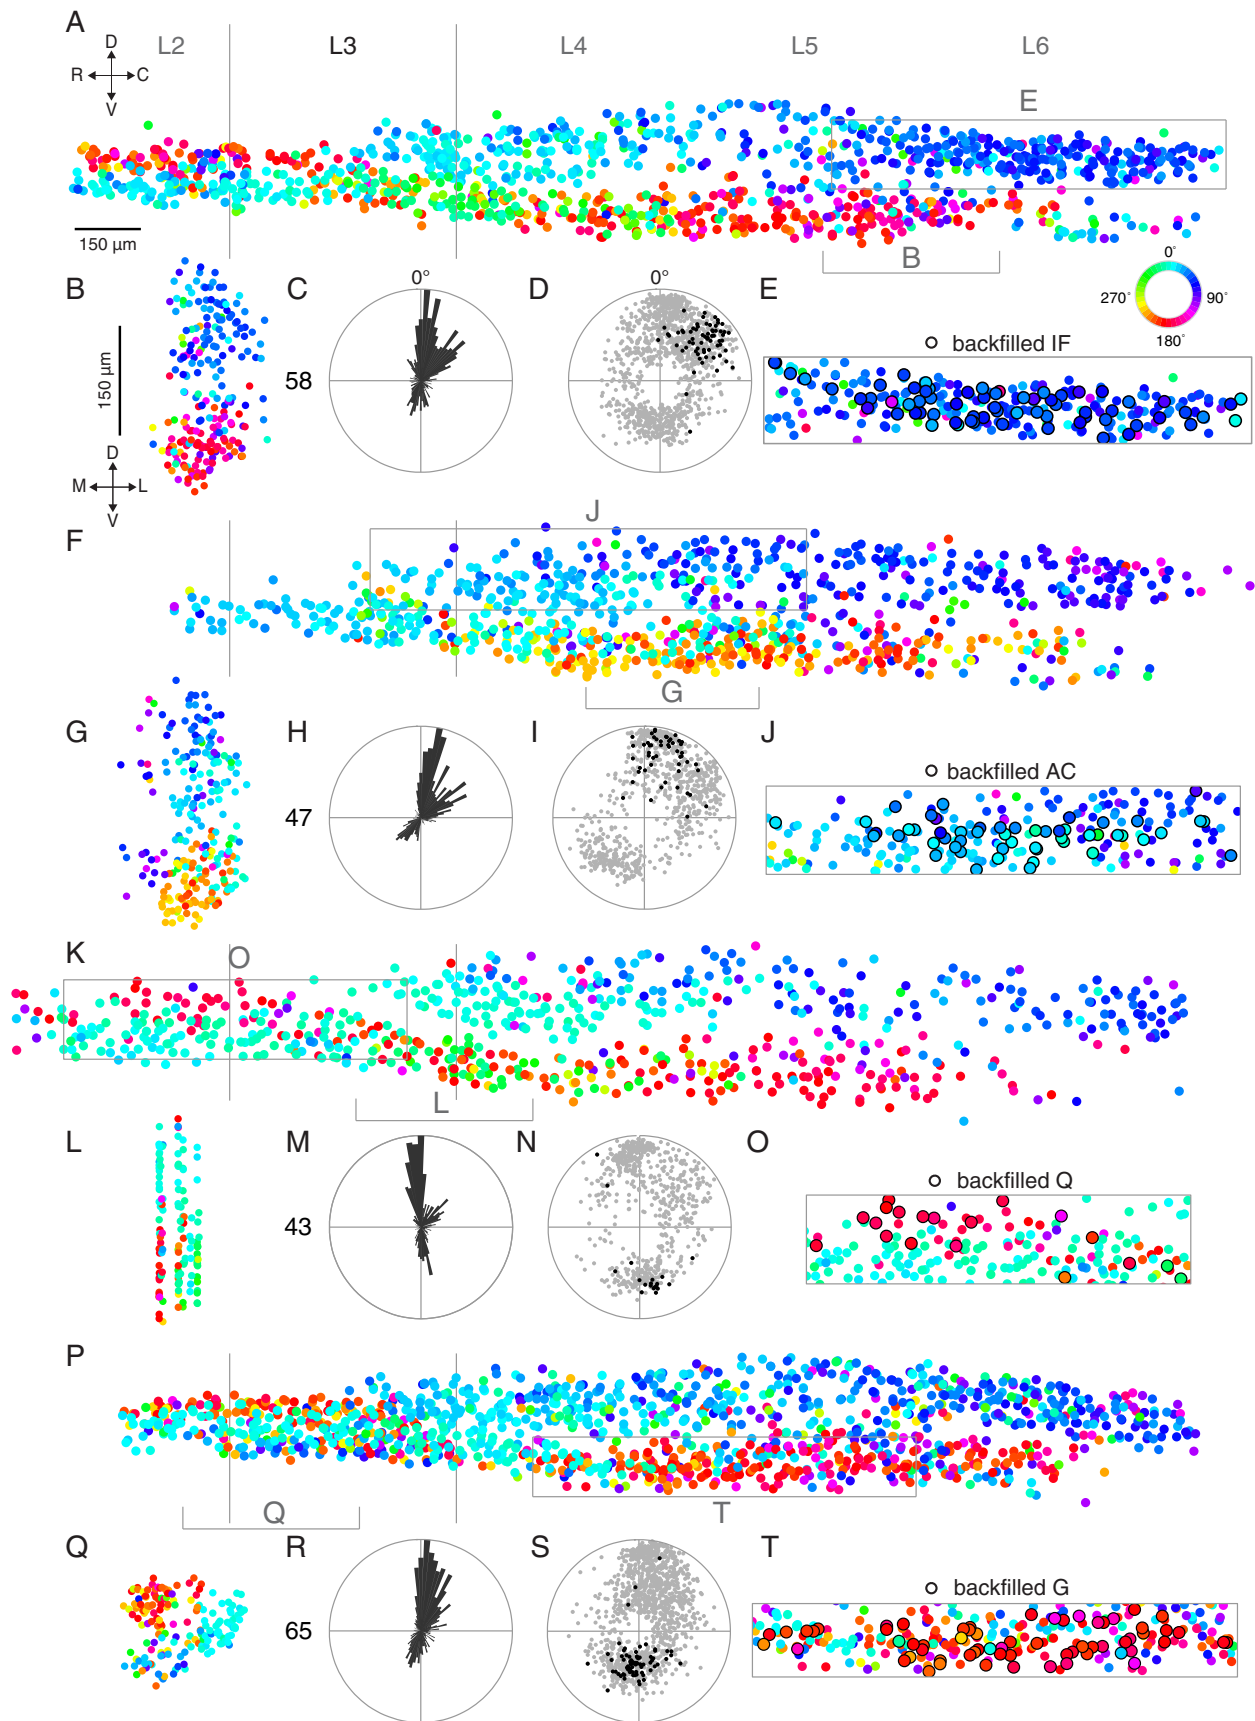 A
L2 L3 L4 L5 L6
D
R C
V
E
150 µm
B
B
150 µm
D
M L
V
C
0°
58
D
0°
E
0°
270° 90°
180°
backfilled IF
F
J
G
G
H
47
I
J
backfilled AC
K
O
L
L
M
43
N
O
backfilled Q
P
Q
T
Q
R
65
S
T
backfilled G